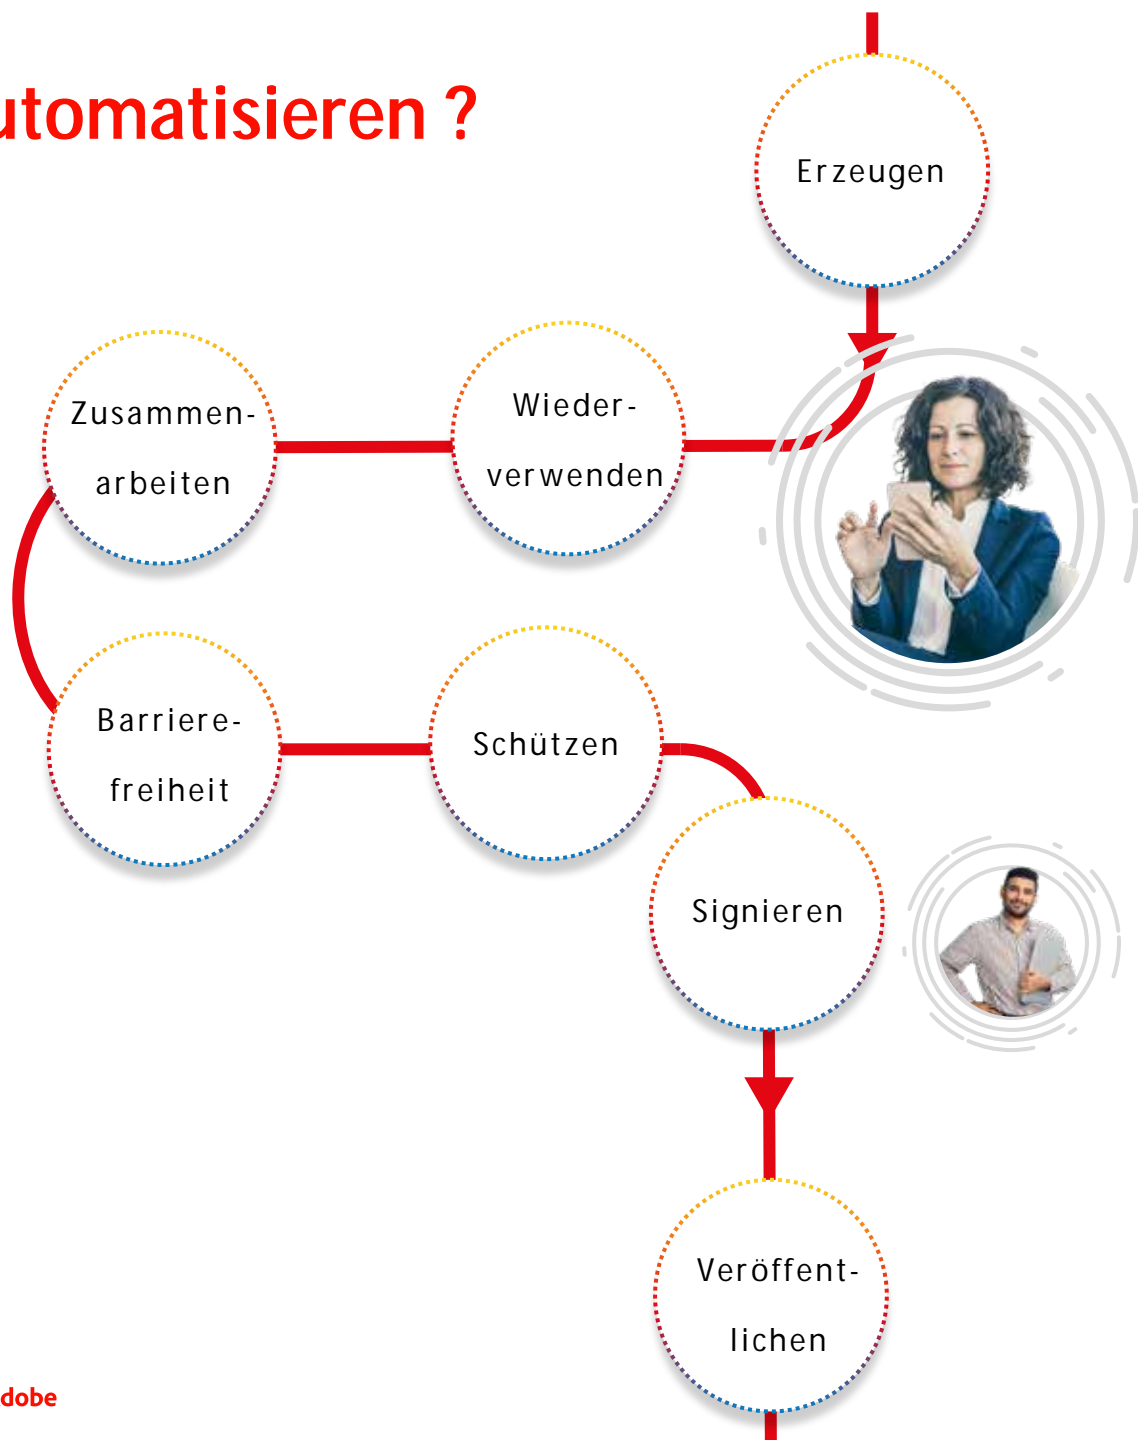 utomatisieren ?
Erzeugen
Wieder-
verwenden
Zusammen-
arbeiten
Barriere-
freiheit
Schützen
Signieren
Veröffent-
lichen
dobe